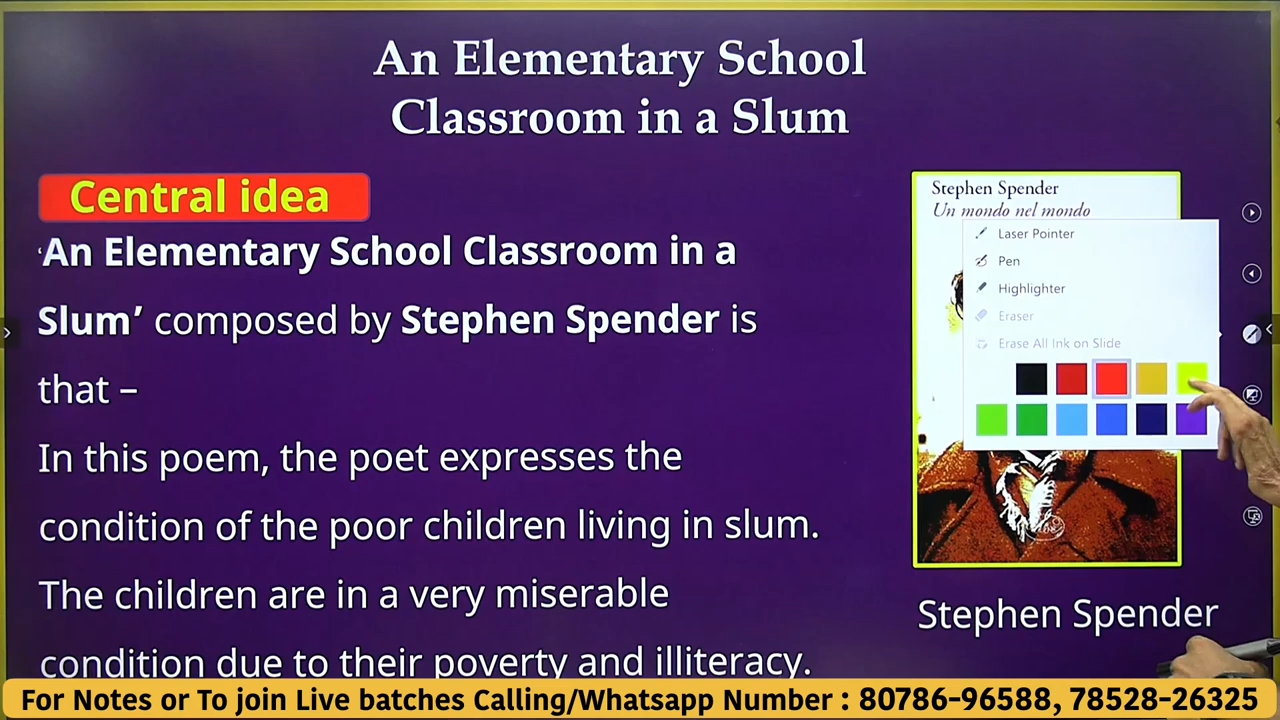 An Elementary School
Classroom in a Slum
Central idea
‘An Elementary School Classroom in a
Slum’ composed by Stephen Spender is
that –
In this poem, the poet expresses the
condition of the poor children living in slum.
The children are in a very miserable
condition due to their poverty and illiteracy.
Stephen Spender
Un mondo nel mondo
Laser Pointer
Pen
Highlighter
Eraser
Erase All Ink on Slide
Stephen Spender
For Notes or To join Live batches Calling/Whatsapp Number : 80786-96588, 78528-26325